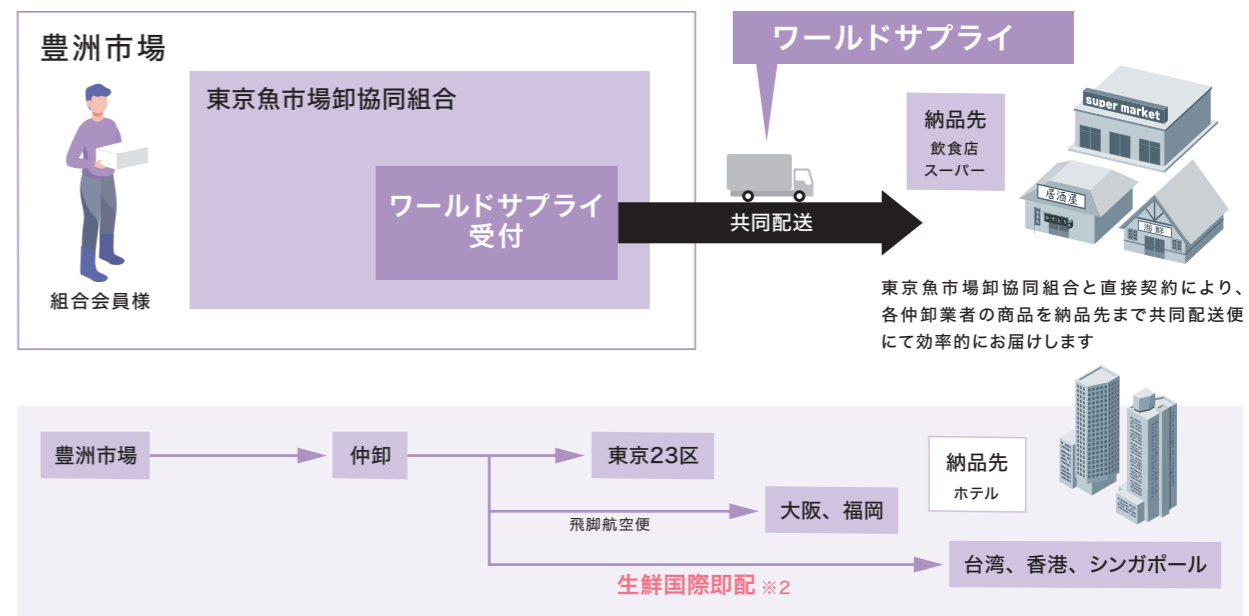 豊洲市場
東京魚市場卸協同組合
ワールドサプライ
受付
組合会員様
ワールドサプライ
共同配送
納品先
飲食店
スーパー
super market
居酒屋
海鮮
東京魚市場卸協同組合と直接契約により、
各仲卸業者の商品を納品先まで共同配送便
にて効率的にお届けします
豊洲市場
仲卸
東京23区
飛脚航空便
大阪、福岡
生鮮国際即配 ※2
台湾、香港、シンガポール
納品先
ホテル